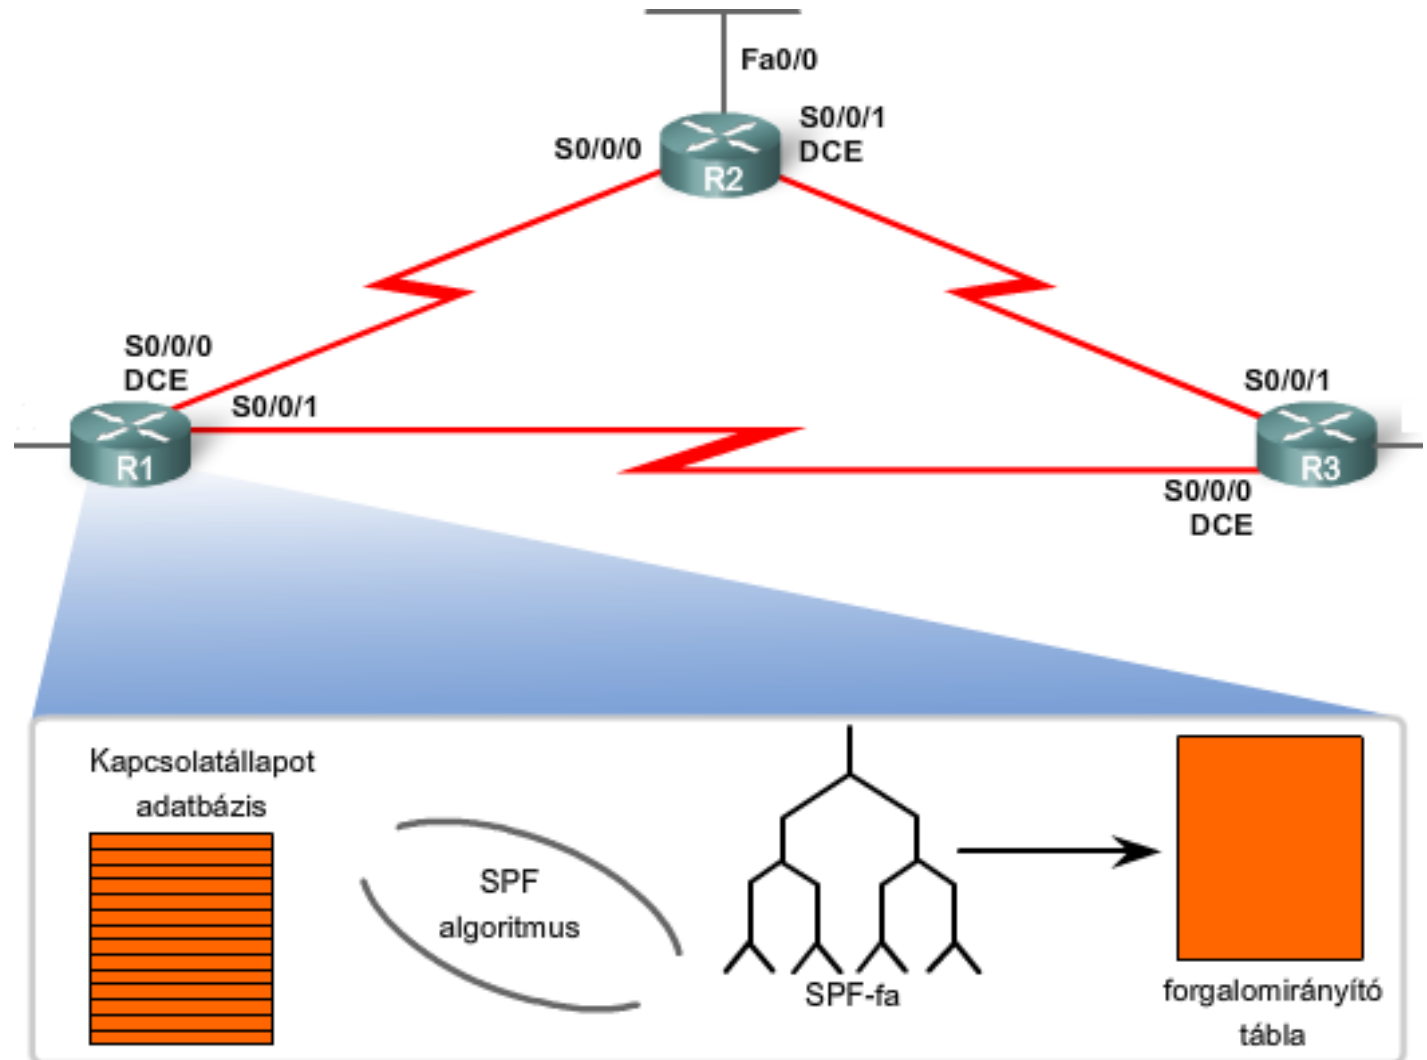 Fa0/0
S0/0/1
DCE
S0/0/0
R2
S0/0/0
DCE
S0/0/1
R1
S0/0/1
R3
S0/0/0
DCE
Kapcsolatállapot
adatbázis
SPF
algoritmus
SPF-fa
forgalomirányító
tábla